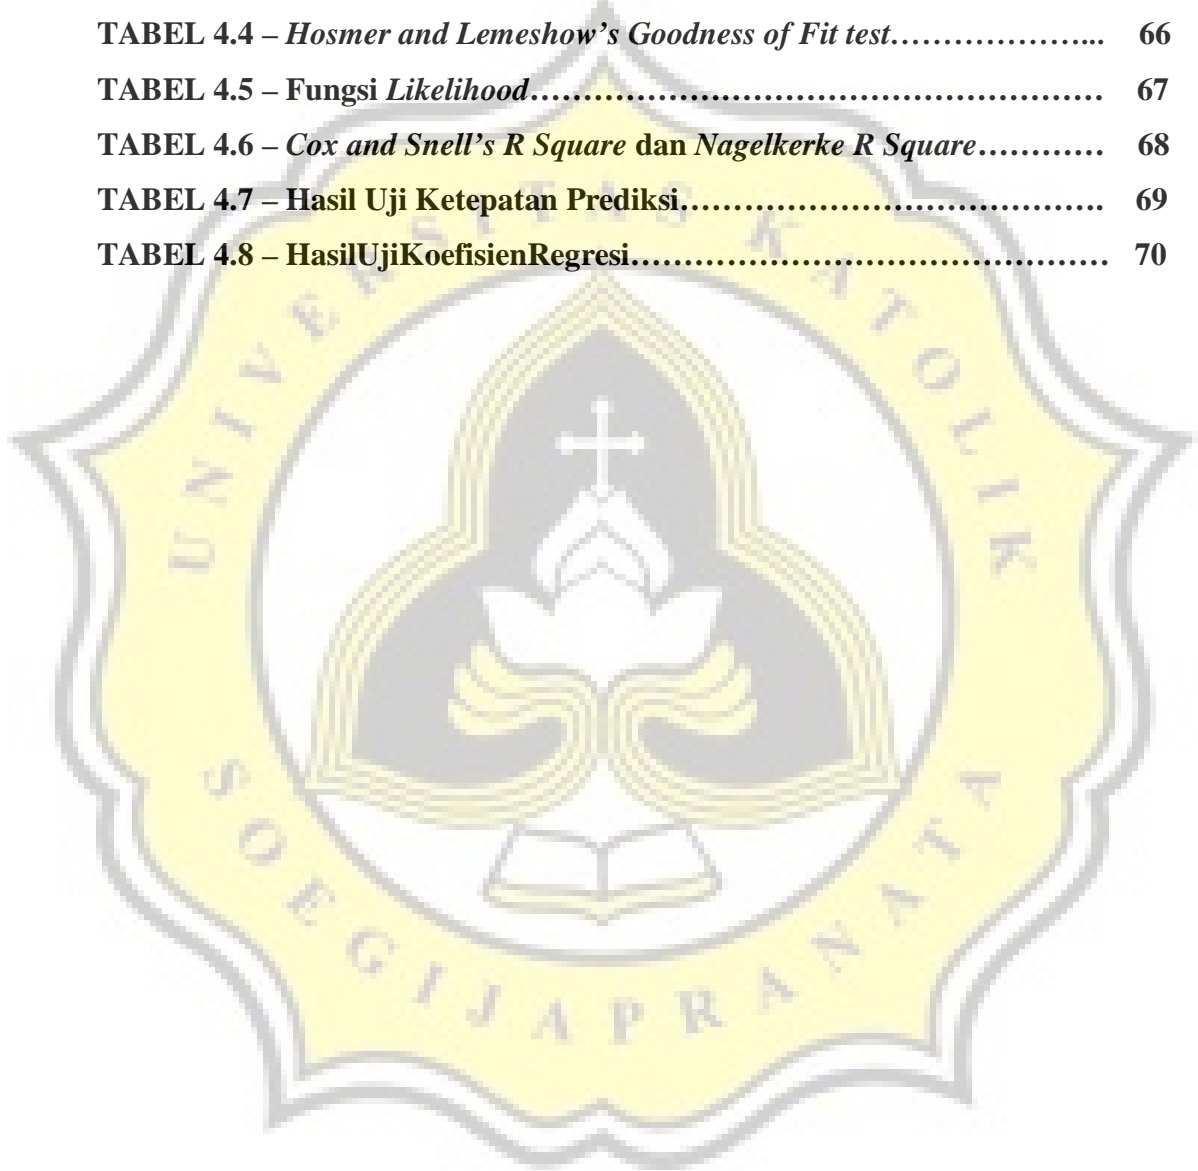 TABEL 4.4 – Hosmer and Lemeshow’s Goodness of Fit test………………... 66
TABEL 4.5 – Fungsi Likelihood……………………………………………… 67
TABEL 4.6 – Cox and Snell’s R Square dan Nagelkerke R Square………… 68
TABEL 4.7 – Hasil Uji Ketepatan Prediksi………………………………….. 69
TABEL 4.8 – HasilUjiKoefisienRegresi……………………………………… 70
UNIVERSITAS KATOLIK
SOEGIJAPRANATA